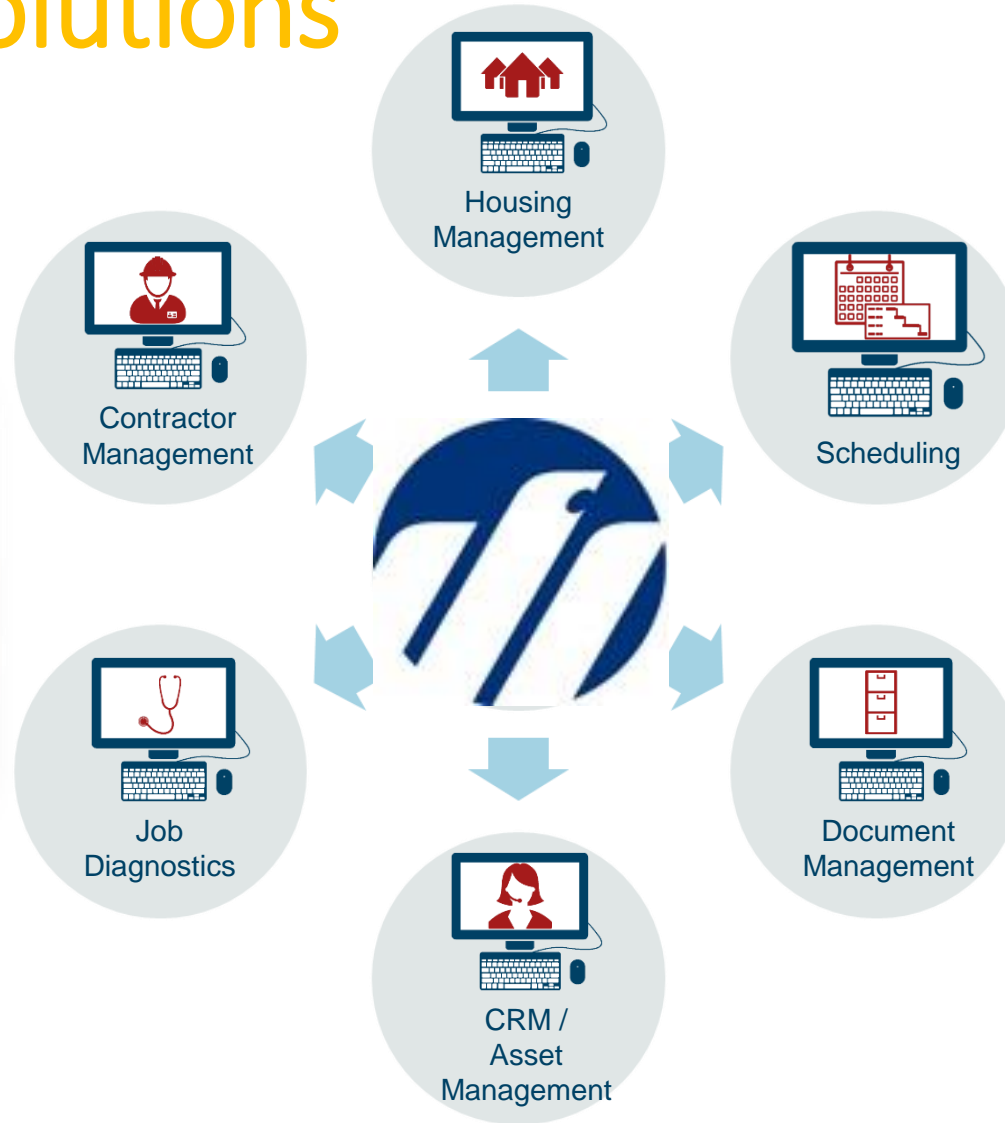 olutions
Housing
Management
Contractor
Management
Scheduling
Job
Diagnostics
Document
Management
CRM /
Asset
Management